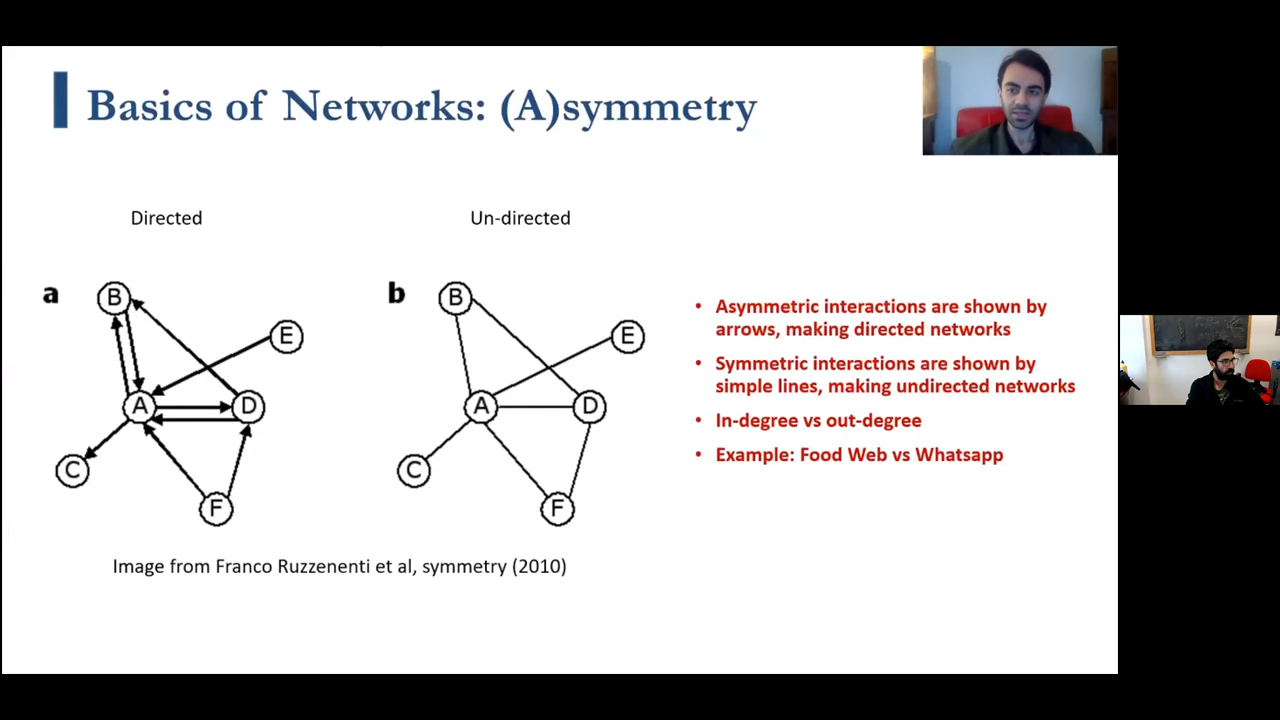 Basics of Networks: (A)symmetry
Directed
Un-directed
a
B
E
A
D
C
F
b
B
E
A
D
C
F
• Asymmetric interactions are shown by
arrows, making directed networks
• Symmetric interactions are shown by
simple lines, making undirected networks
• In-degree vs out-degree
• Example: Food Web vs Whatsapp
Image from Franco Ruzzenenti et al, symmetry (2010)